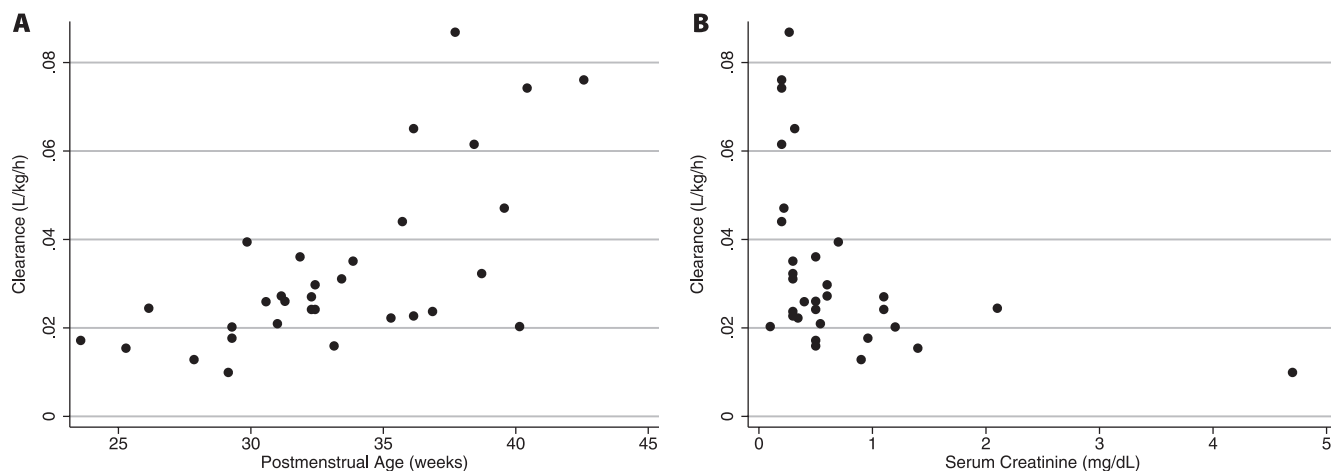 A
Clearance (L/kg/h)
.08
.06
.04
.02
0
25 30 35 40 45
Postmenstrual Age (weeks)
B
Clearance (L/kg/h)
.08
.06
.04
.02
0
0 1 2 3 4 5
Serum Creatinine (mg/dL)